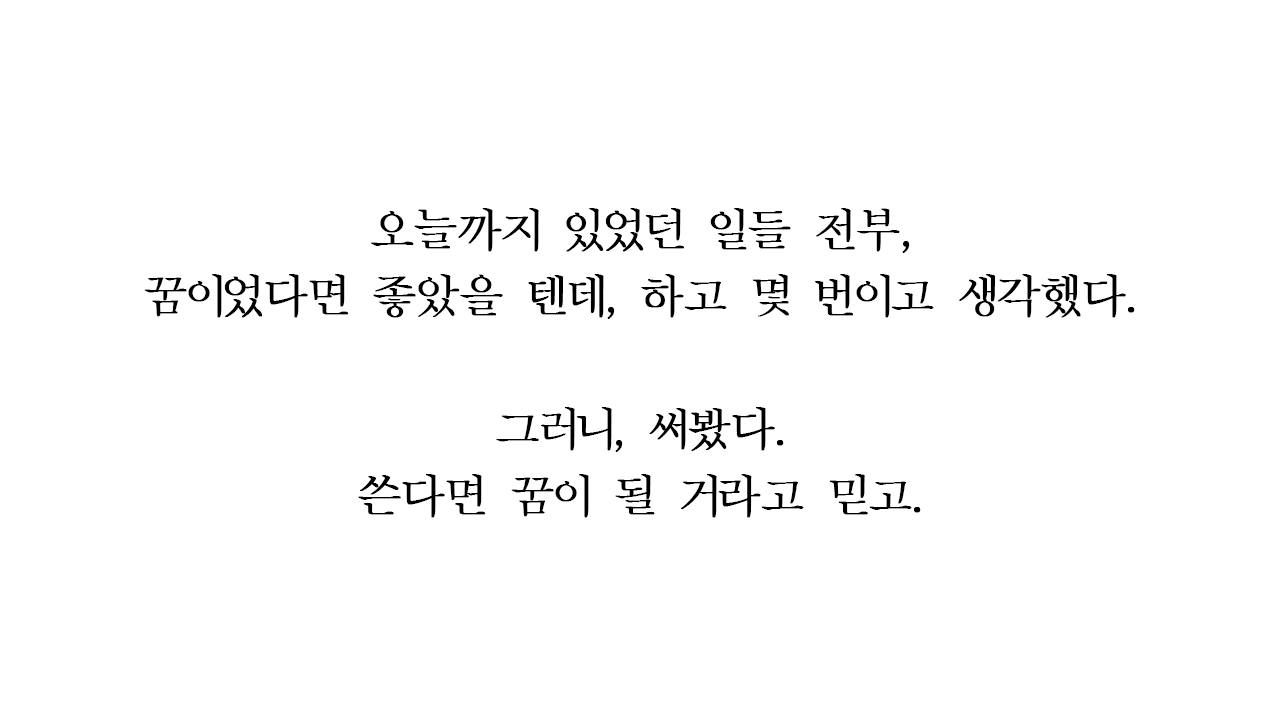 오늘까지 있었던 일들 전부,
꿈이었다면 좋았을 텐데, 하고 몇 번이고 생각했다.
그러니, 써봤다.
쓴다면 꿈이 될 거라고 믿고.